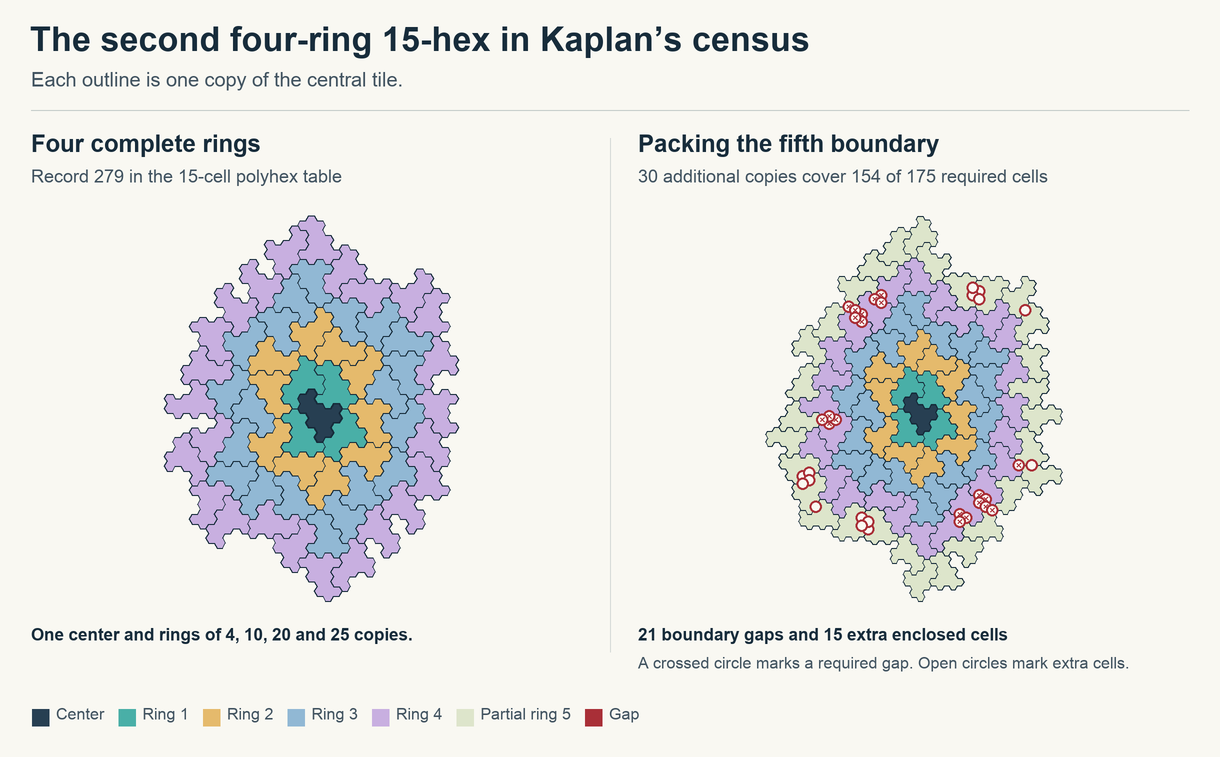 The second four-ring 15-hex in Kaplan’s census
Each outline is one copy of the central tile.
Four complete rings
Record 279 in the 15-cell polyhex table
One center and rings of 4, 10, 20 and 25 copies.
Packing the fifth boundary
30 additional copies cover 154 of 175 required cells
21 boundary gaps and 15 extra enclosed cells
A crossed circle marks a required gap. Open circles mark extra cells.
Center Ring 1 Ring 2 Ring 3 Ring 4 Partial ring 5 Gap